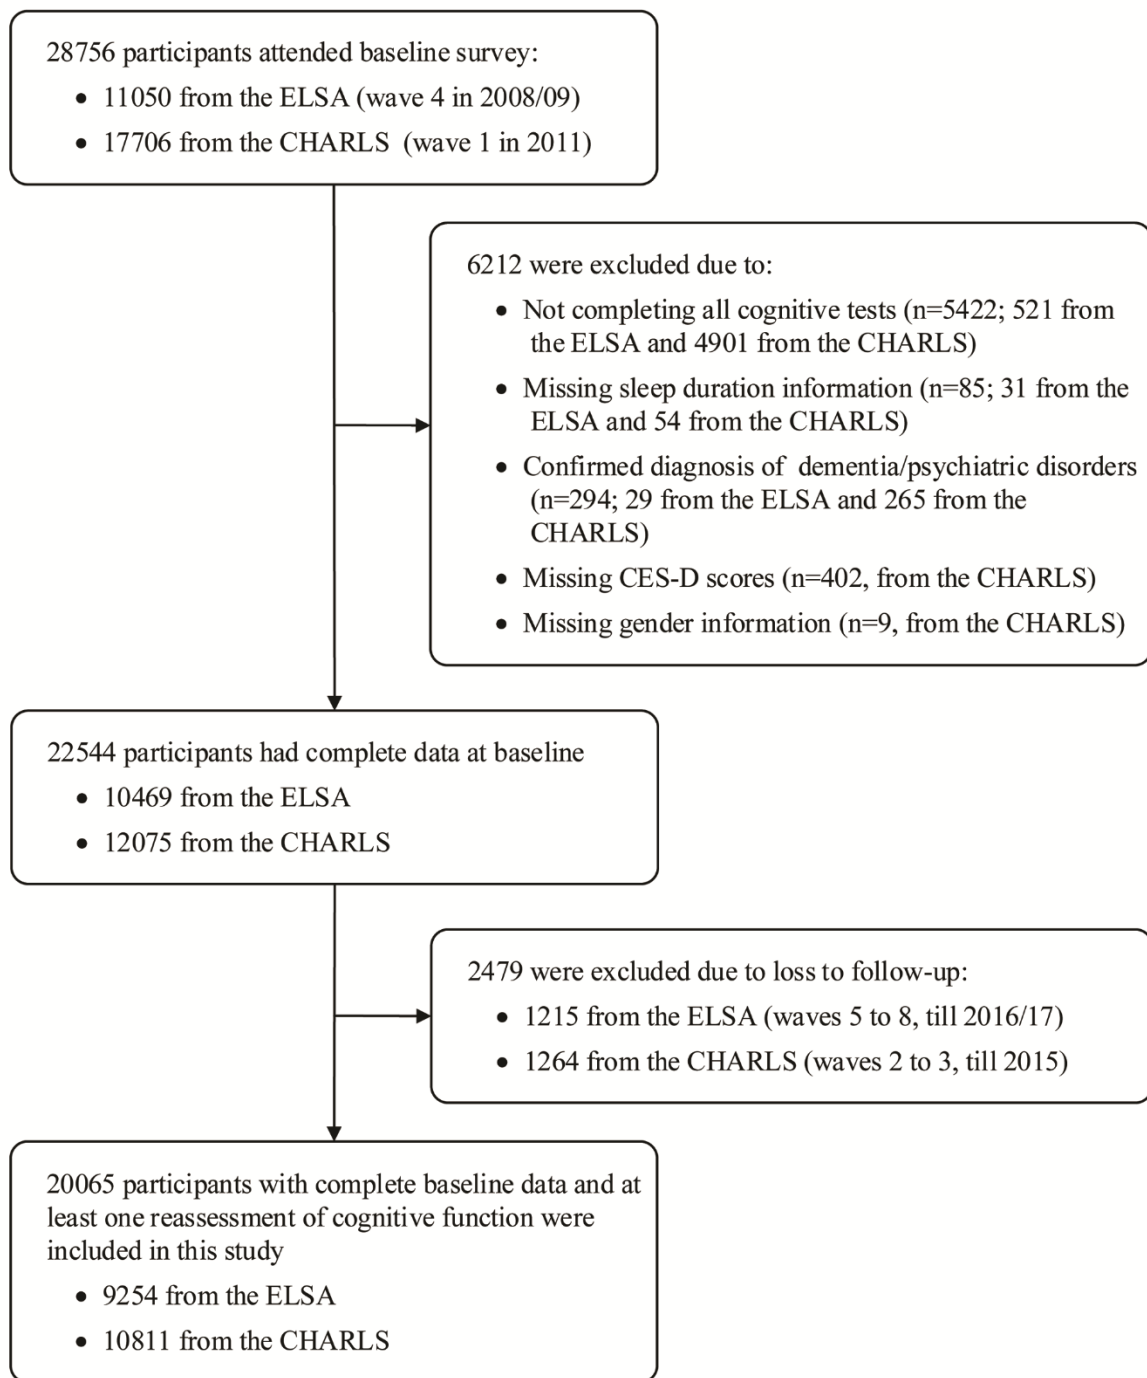 28756 participants attended baseline survey:
• 11050 from the ELSA (wave 4 in 2008/09)
• 17706 from the CHARLS (wave 1 in 2011)
6212 were excluded due to:
• Not completing all cognitive tests (n=5422; 521 from
the ELSA and 4901 from the CHARLS)
• Missing sleep duration information (n=85; 31 from the
ELSA and 54 from the CHARLS)
• Confirmed diagnosis of dementia/psychiatric disorders
(n=294; 29 from the ELSA and 265 from the
CHARLS)
• Missing CES-D scores (n=402, from the CHARLS)
• Missing gender information (n=9, from the CHARLS)
22544 participants had complete data at baseline
• 10469 from the ELSA
• 12075 from the CHARLS
2479 were excluded due to loss to follow-up:
• 1215 from the ELSA (waves 5 to 8, till 2016/17)
• 1264 from the CHARLS (waves 2 to 3, till 2015)
20065 participants with complete baseline data and at
least one reassessment of cognitive function were
included in this study
• 9254 from the ELSA
• 10811 from the CHARLS